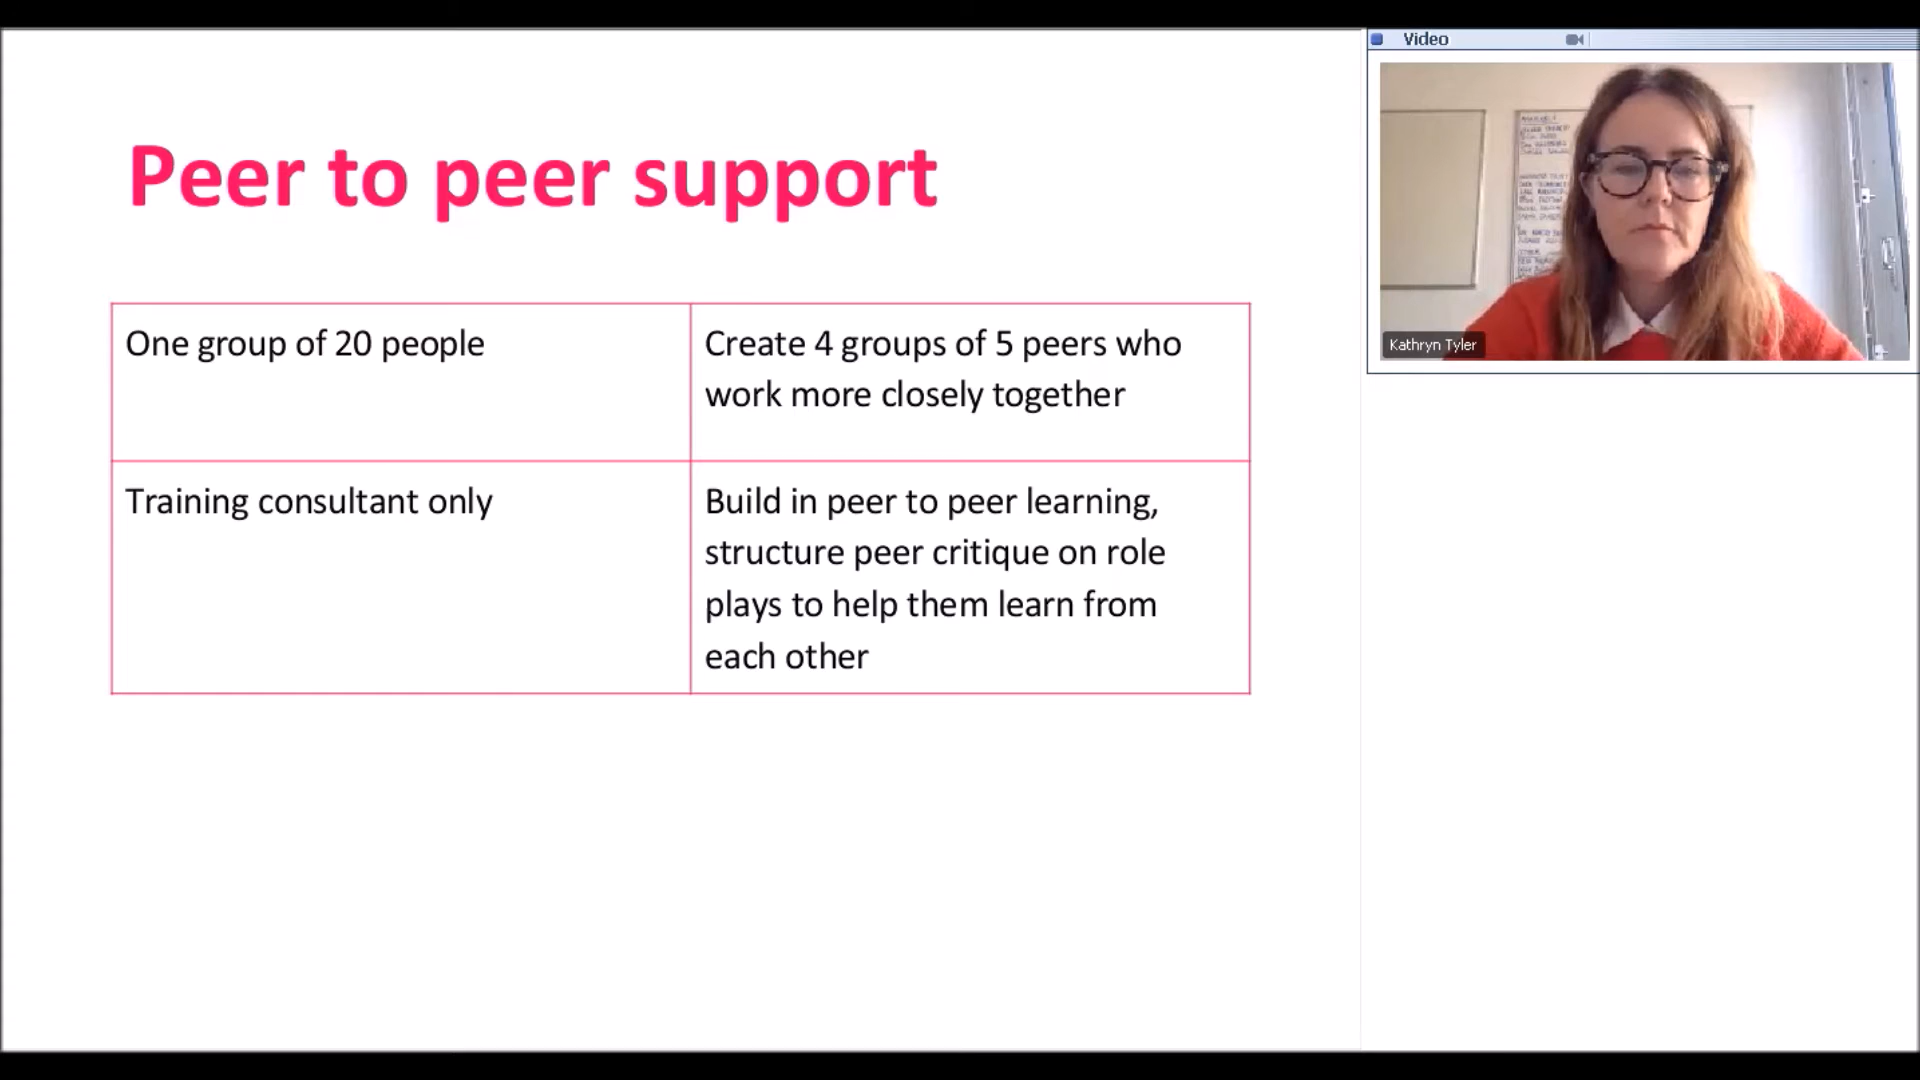 Peer to peer support
One group of 20 people
Create 4 groups of 5 peers who
work more closely together
Training consultant only
Build in peer to peer learning,
structure peer critique on role
plays to help them learn from
each other
Video
Kathryn Tyler